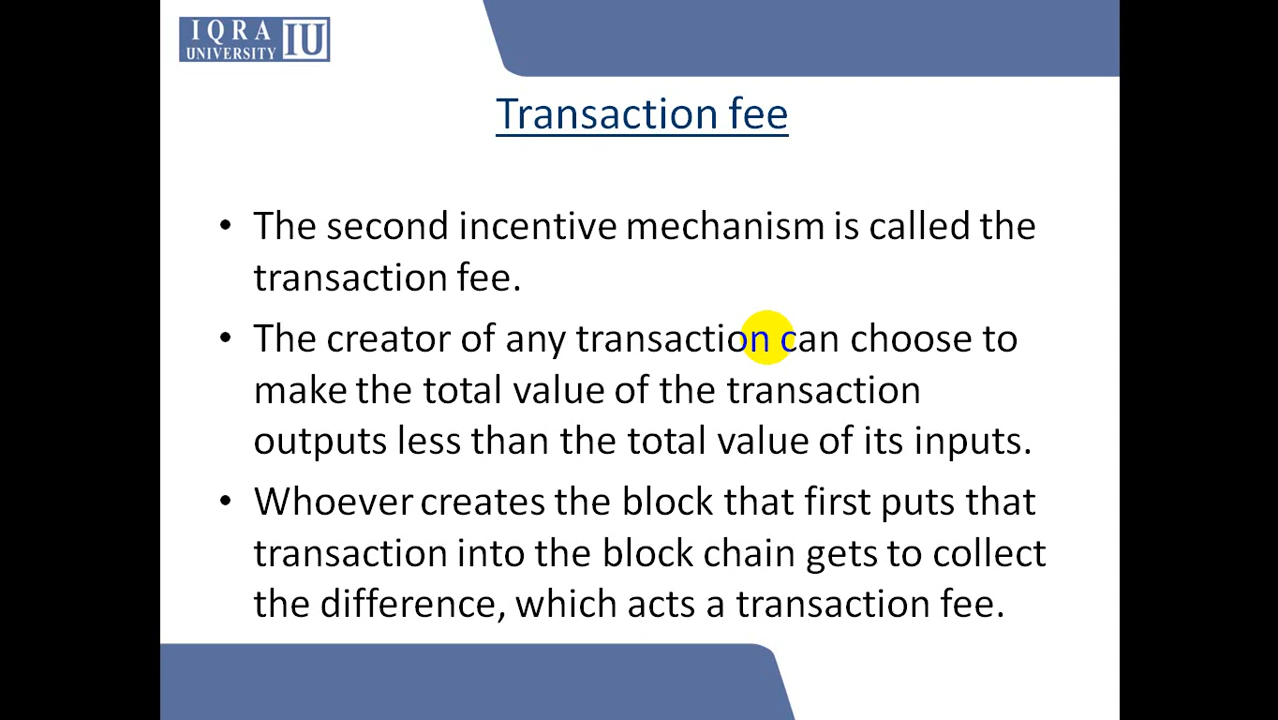 IQRA
UNIVERSITY IU
Transaction fee
• The second incentive mechanism is called the
transaction fee.
• The creator of any transaction can choose to
make the total value of the transaction
outputs less than the total value of its inputs.
• Whoever creates the block that first puts that
transaction into the block chain gets to collect
the difference, which acts a transaction fee.